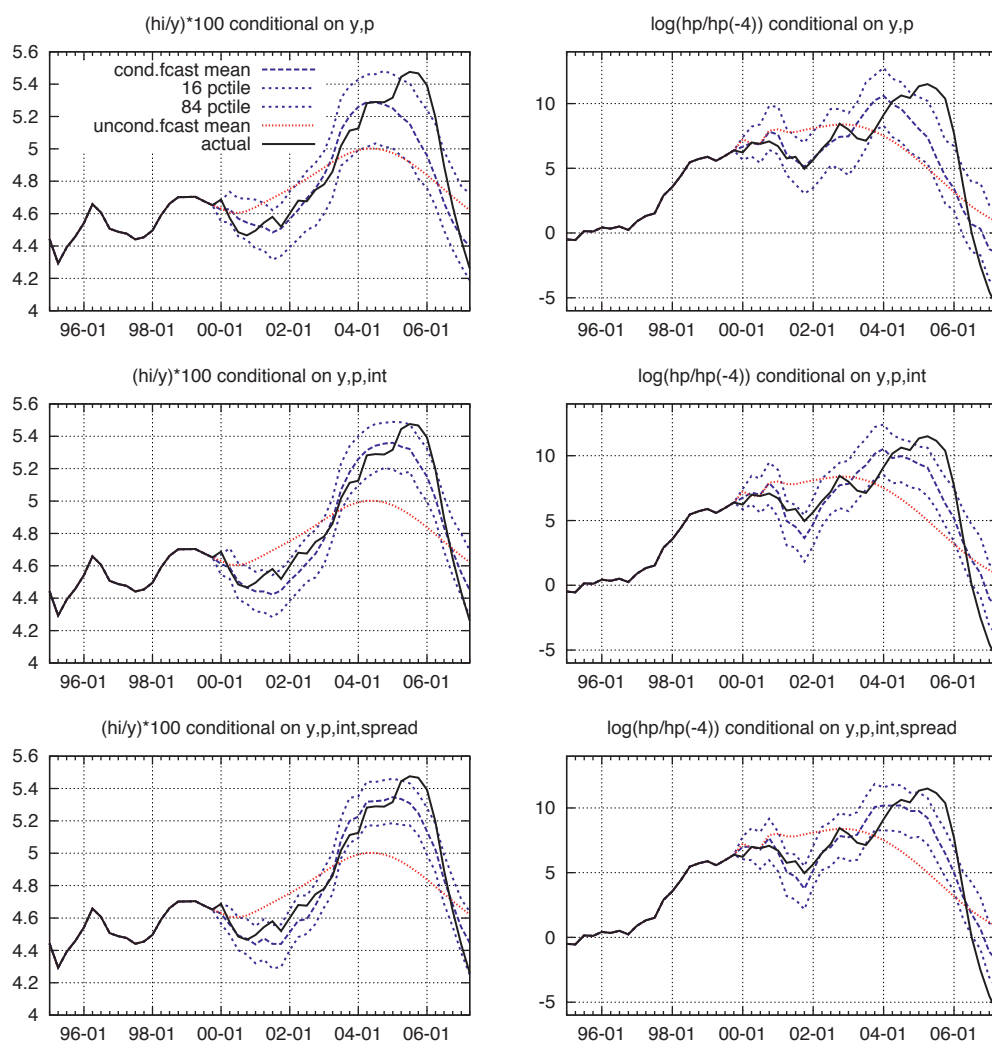 (hi/y)*100 conditional on y,p
5.6
5.4
5.2
5
4.8
4.6
4.4
4.2
4
cond.fcast mean
16 pctile
84 pctile
uncond.fcast mean
actual
96-01 98-01 00-01 02-01 04-01 06-01
log(hp/hp(-4)) conditional on y,p
10
5
0
-5
96-01 98-01 00-01 02-01 04-01 06-01
(hi/y)*100 conditional on y,p,int
5.6
5.4
5.2
5
4.8
4.6
4.4
4.2
4
96-01 98-01 00-01 02-01 04-01 06-01
log(hp/hp(-4)) conditional on y,p,int
10
5
0
-5
96-01 98-01 00-01 02-01 04-01 06-01
(hi/y)*100 conditional on y,p,int,spread
5.6
5.4
5.2
5
4.8
4.6
4.4
4.2
4
96-01 98-01 00-01 02-01 04-01 06-01
log(hp/hp(-4)) conditional on y,p,int,spread
10
5
0
-5
96-01 98-01 00-01 02-01 04-01 06-01